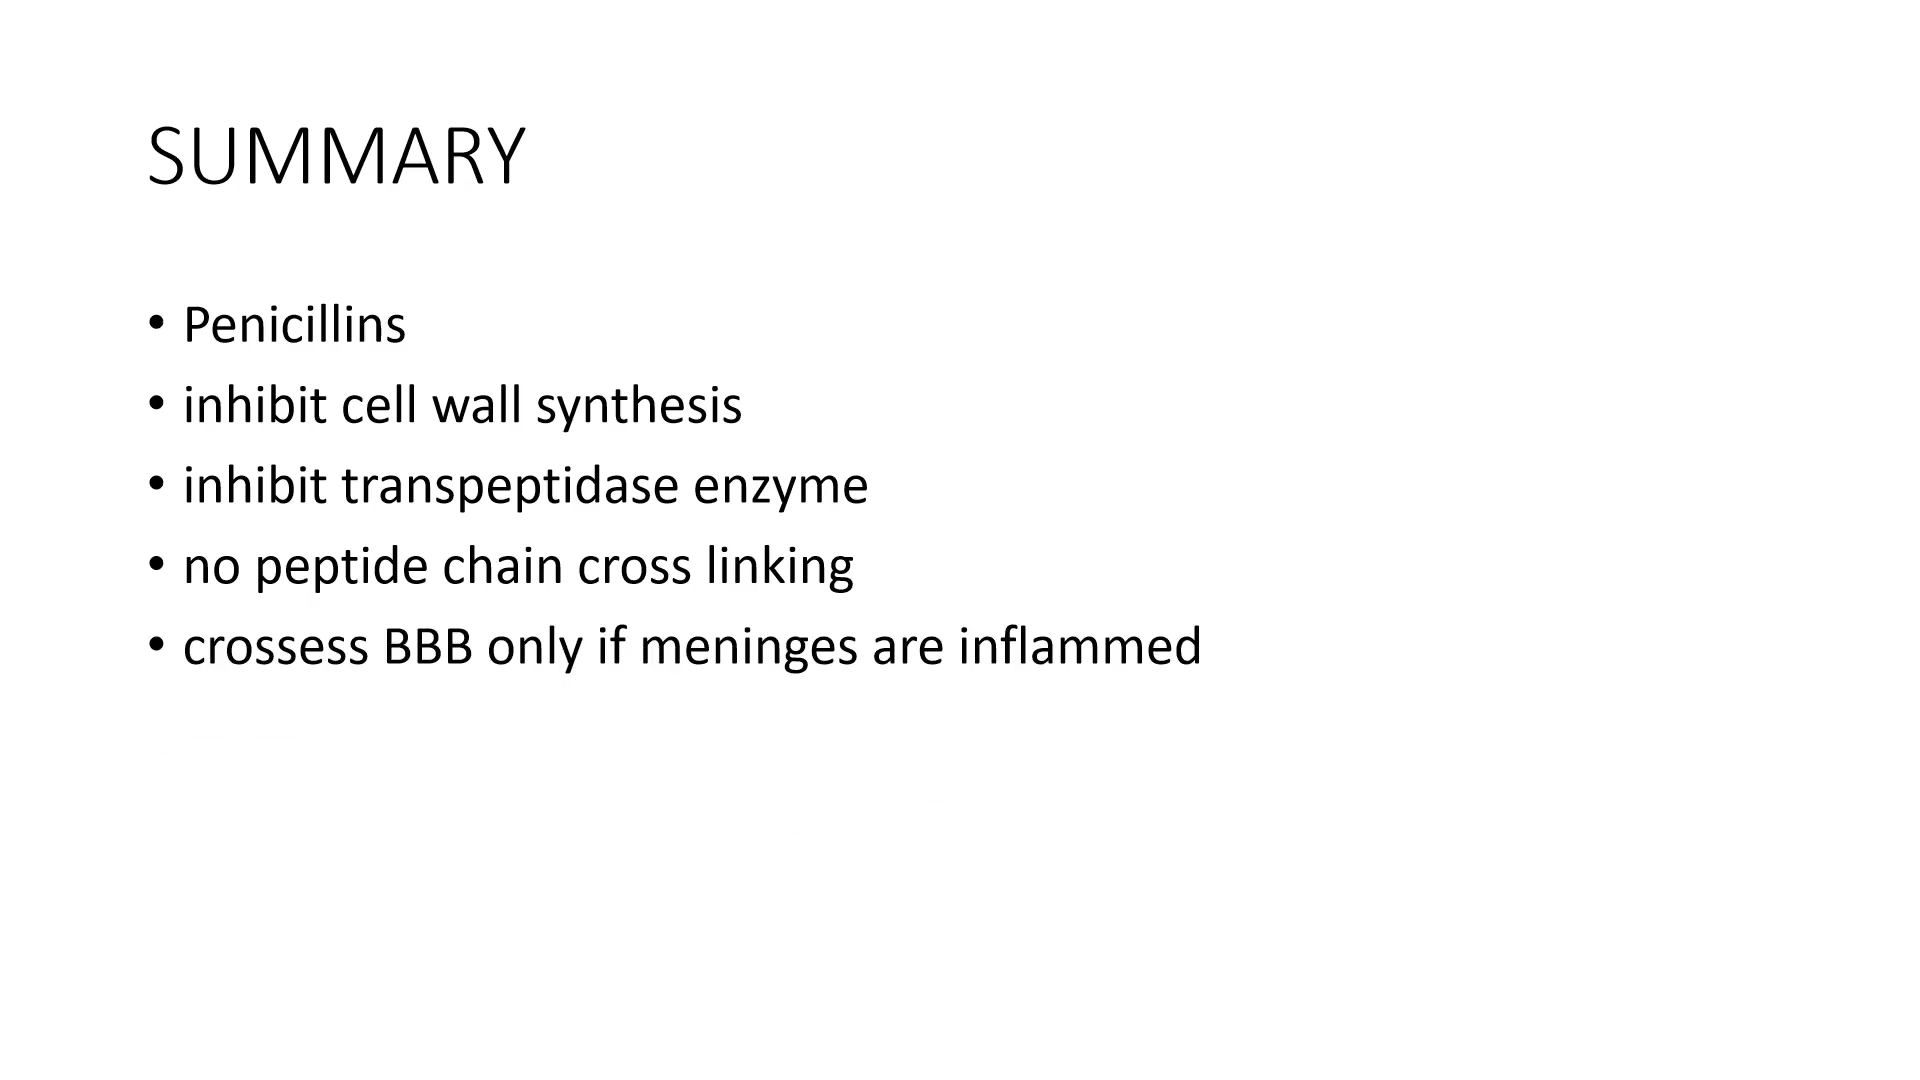 SUMMARY
• Penicillins
• inhibit cell wall synthesis
• inhibit transpeptidase enzyme
• no peptide chain cross linking
• crossess BBB only if meninges are inflammed